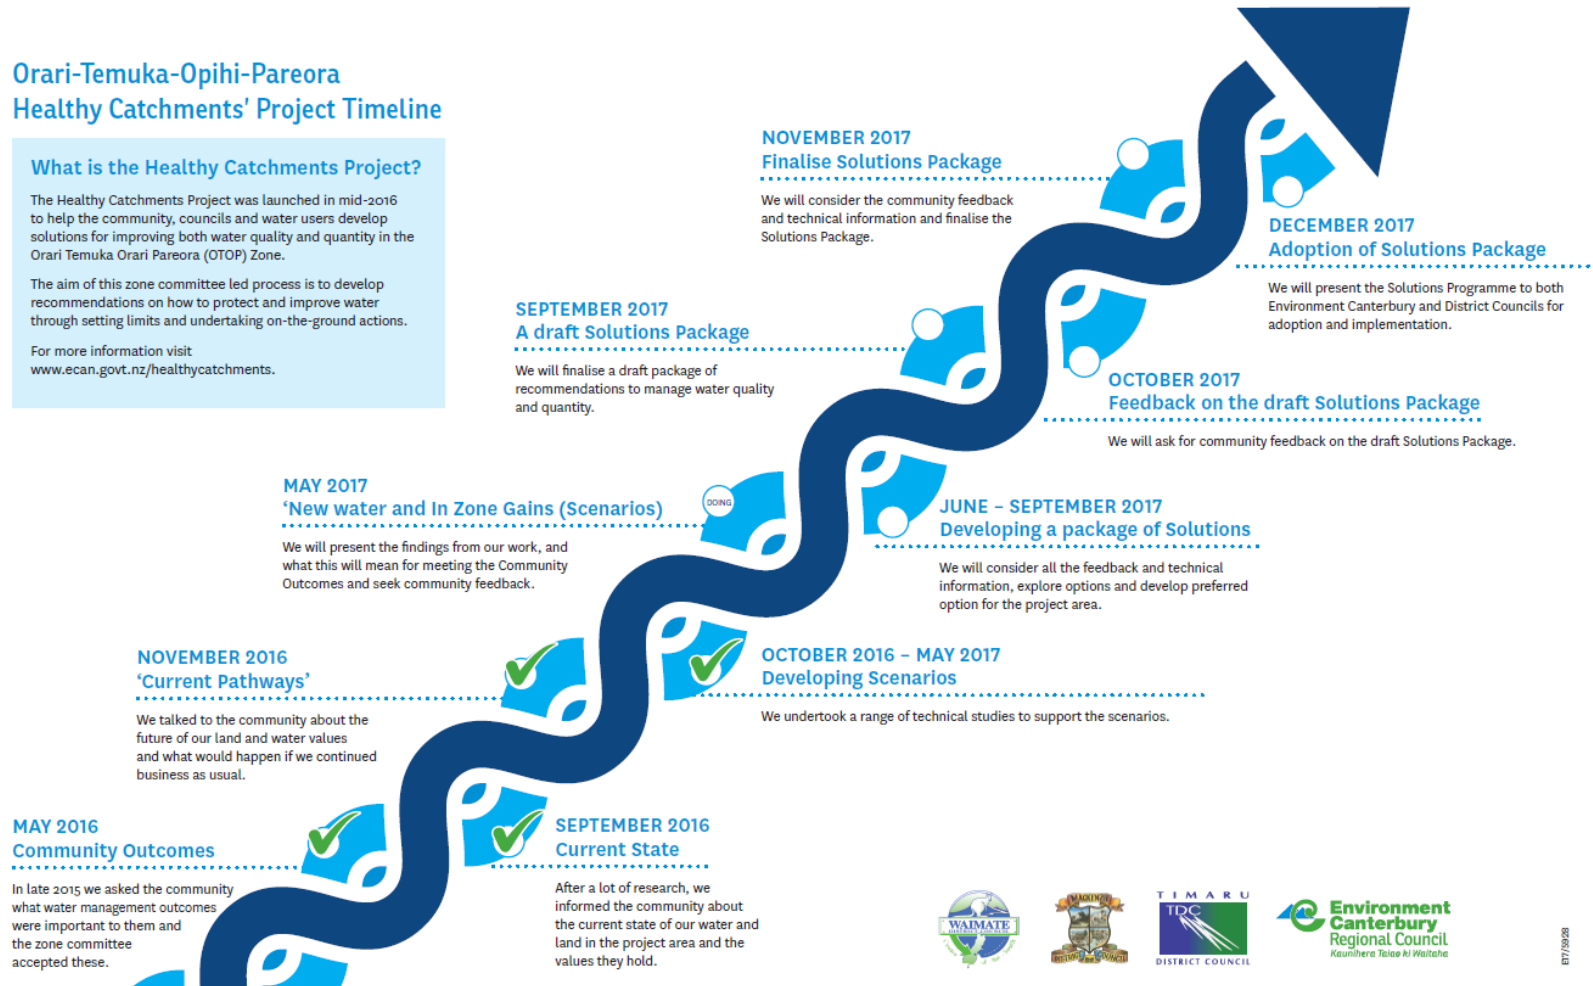 Orari-Temuka-Opihi-Pareora
Healthy Catchments' Project Timeline
What is the Healthy Catchments Project?
The Healthy Catchments Project was launched in mid-2016
to help the community, councils and water users develop
solutions for improving both water quality and quantity in the
Orari Temuka Orari Pareora (OTOP) Zone.
The aim of this zone committee led process is to develop
recommendations on how to protect and improve water
through setting limits and undertaking on-the-ground actions.
For more information visit
www.ecan.govt.nz/healthycatchments.
NOVEMBER 2017
Finalise Solutions Package
We will consider the community feedback
and technical information and finalise the
Solutions Package.
DECEMBER 2017
Adoption of Solutions Package
We will present the Solutions Programme to both
Environment Canterbury and District Councils for
adoption and implementation.
SEPTEMBER 2017
A draft Solutions Package
We will finalise a draft package of
recommendations to manage water quality
and quantity.
OCTOBER 2017
Feedback on the draft Solutions Package
We will ask for community feedback on the draft Solutions Package.
MAY 2017
‘New water and In Zone Gains (Scenarios)
DOING
We will present the findings from our work, and
what this will mean for meeting the Community
Outcomes and seek community feedback.
JUNE – SEPTEMBER 2017
Developing a package of Solutions
We will consider all the feedback and technical
information, explore options and develop preferred
option for the project area.
NOVEMBER 2016
‘Current Pathways’
We talked to the community about the
future of our land and water values
and what would happen if we continued
business as usual.
OCTOBER 2016 – MAY 2017
Developing Scenarios
We undertook a range of technical studies to support the scenarios.
MAY 2016
Community Outcomes
In late 2015 we asked the community
what water management outcomes
were important to them and
the zone committee
accepted these.
SEPTEMBER 2016
Current State
After a lot of research, we
informed the community about
the current state of our water and
land in the project area and the
values they hold.
WAIMATE
DISTRICT COUNCIL
MACKENZIE
DISTRICT COUNCIL
TIMARU
TDC
DISTRICT COUNCIL
Environment
Canterbury
Regional Council
Kaunihera Taiao ki Waitaha
E17/5928